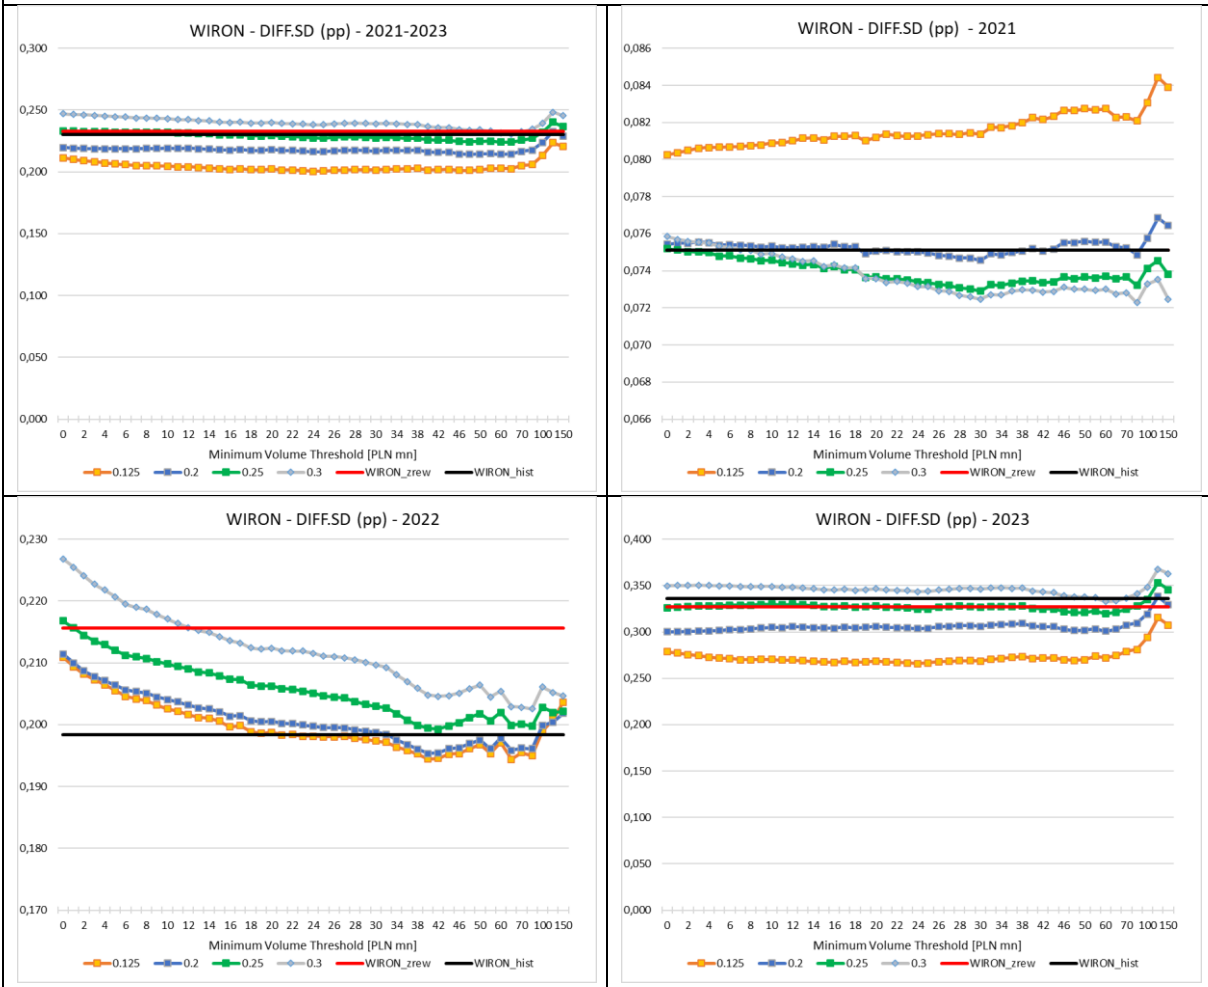 WIRON - DIFF.SD (pp) - 2021-2023
0,300
0,250
0,200
0,150
0,100
0,050
0,000
0 2 4 6 8 10 12 14 16 18 20 22 24 26 28 30 32 34 36 38 40 42 44 46 48 50 60 70 100 150
Minimum Volume Threshold [PLN mn]
0.125 0.2 0.25 0.3 WIRON_zrew WIRON_hist
WIRON - DIFF.SD (pp) - 2021
0,086
0,084
0,082
0,080
0,078
0,076
0,074
0,072
0,070
0,068
0,066
0 2 4 6 8 10 12 14 16 18 20 22 24 26 28 30 34 38 42 46 50 60 70 100 150
Minimum Volume Threshold [PLN mn]
0.125 0.2 0.25 0.3 WIRON_zrew WIRON_hist
WIRON - DIFF.SD (pp) - 2022
0,230
0,220
0,210
0,200
0,190
0,180
0,170
0 2 4 6 8 10 12 14 16 18 20 22 24 26 28 30 34 38 42 46 50 60 70 100 150
Minimum Volume Threshold [PLN mn]
0.125 0.2 0.25 0.3 WIRON_zrew WIRON_hist
WIRON - DIFF.SD (pp) - 2023
0,400
0,350
0,300
0,250
0,200
0,150
0,100
0,050
0,000
0 2 4 6 8 10 12 14 16 18 20 22 24 26 28 30 34 38 42 46 50 60 70 100 150
Minimum Volume Threshold [PLN mn]
0.125 0.2 0.25 0.3 WIRON_zrew WIRON_hist